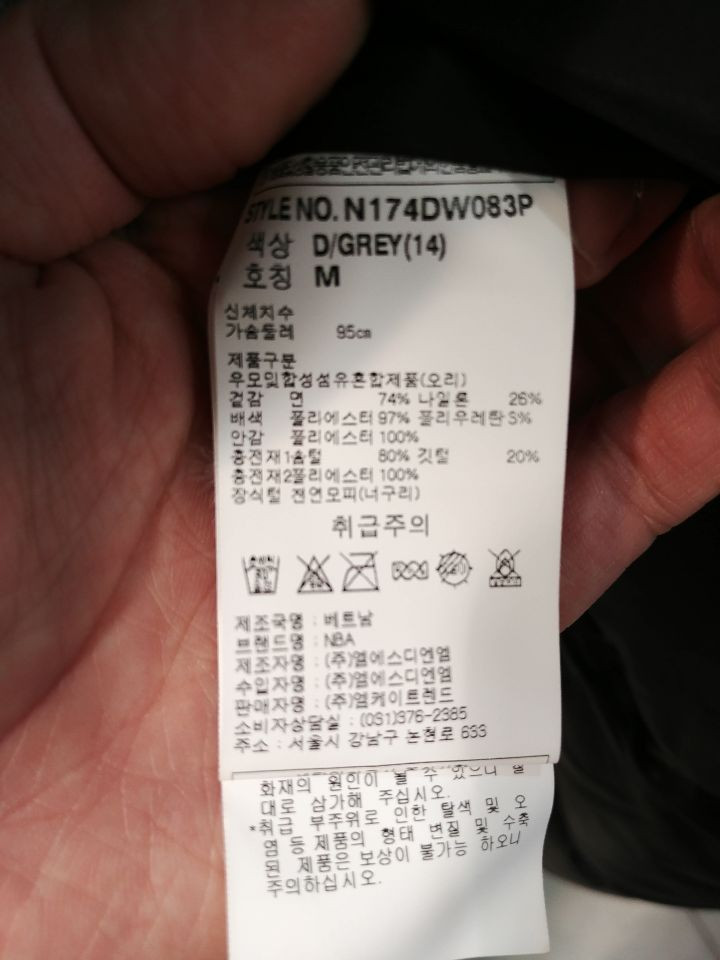 STYLE NO. N174DW083P
색상 D/GREY(14)
호칭 M
신체치수
가슴둘레 95cm
제품구분
우모및합성섬유혼합제품(오리)
겉감 면 74% 나일론 26%
배색 폴리에스터 97% 폴리우레탄 3%
안감 폴리에스터 100%
충전재1솜털 80% 깃털 20%
충전재2폴리에스터 100%
장식털 천연모피(너구리)
취급주의
제조국명 : 베트남
브랜드명 : NBA
제조자명 : (주)엠에스디엔엠
수입자명 : (주)엠에스디엔엠
판매자명 : (주)엠케이트렌드
소비자상담실 : (031)376-2385
주소 : 서울시 강남구 논현로 633
화재의 원인이 될 수 있으니 절
대로 삼가해 주십시오.
*취급 부주위로 인한 탈색 및 오
염 등 제품의 형태 변질 및 수축
된 제품은 보상이 불가능 하오니
주의하십시오.